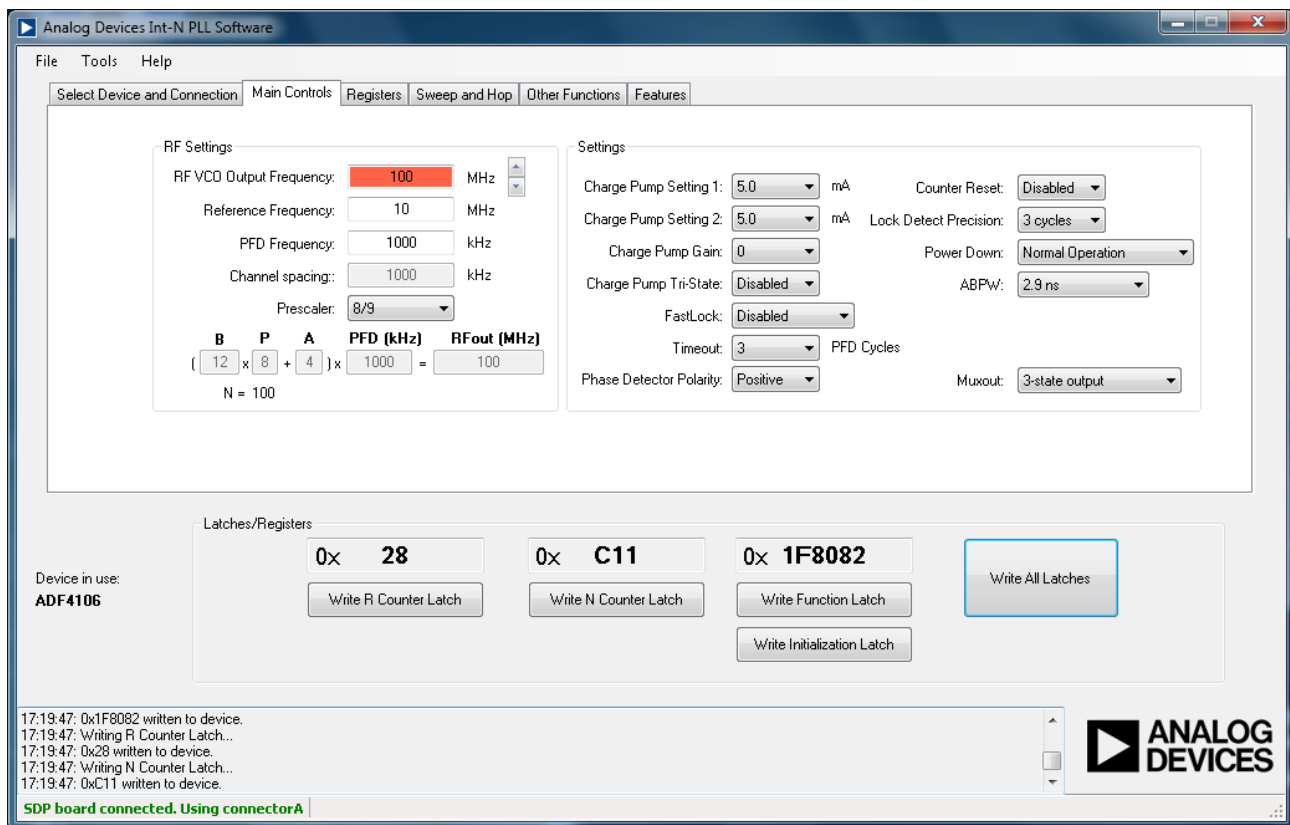 Analog Devices Int-N PLL Software
File Tools Help
Select Device and Connection Main Controls Registers Sweep and Hop Other Functions Features
RF Settings
RF VCO Output Frequency: 100 MHz
Reference Frequency: 10 MHz
PFD Frequency: 1000 kHz
Channel spacing:: 1000 kHz
Prescaler: 8/9
B P A PFD (kHz) RFout (MHz)
( 12 x 8 + 4 ) x 1000 = 100
N = 100
Settings
Charge Pump Setting 1: 5.0 mA
Charge Pump Setting 2: 5.0 mA
Charge Pump Gain: 0
Charge Pump Tri-State: Disabled
FastLock: Disabled
Timeout: 3 PFD Cycles
Phase Detector Polarity: Positive
Counter Reset: Disabled
Lock Detect Precision: 3 cycles
Power Down: Normal Operation
ABPW: 2.9 ns
Muxout: 3-state output
Latches/Registers
0x 28
0x C11
0x 1F8082
Write R Counter Latch
Write N Counter Latch
Write Function Latch
Write Initialization Latch
Write All Latches
Device in use:
ADF4106
17:19:47: 0x1F8082 written to device.
17:19:47: Writing R Counter Latch...
17:19:47: 0x28 written to device.
17:19:47: Writing N Counter Latch...
17:19:47: 0xC11 written to device.
ANALOG
DEVICES
SDP board connected. Using connectorA